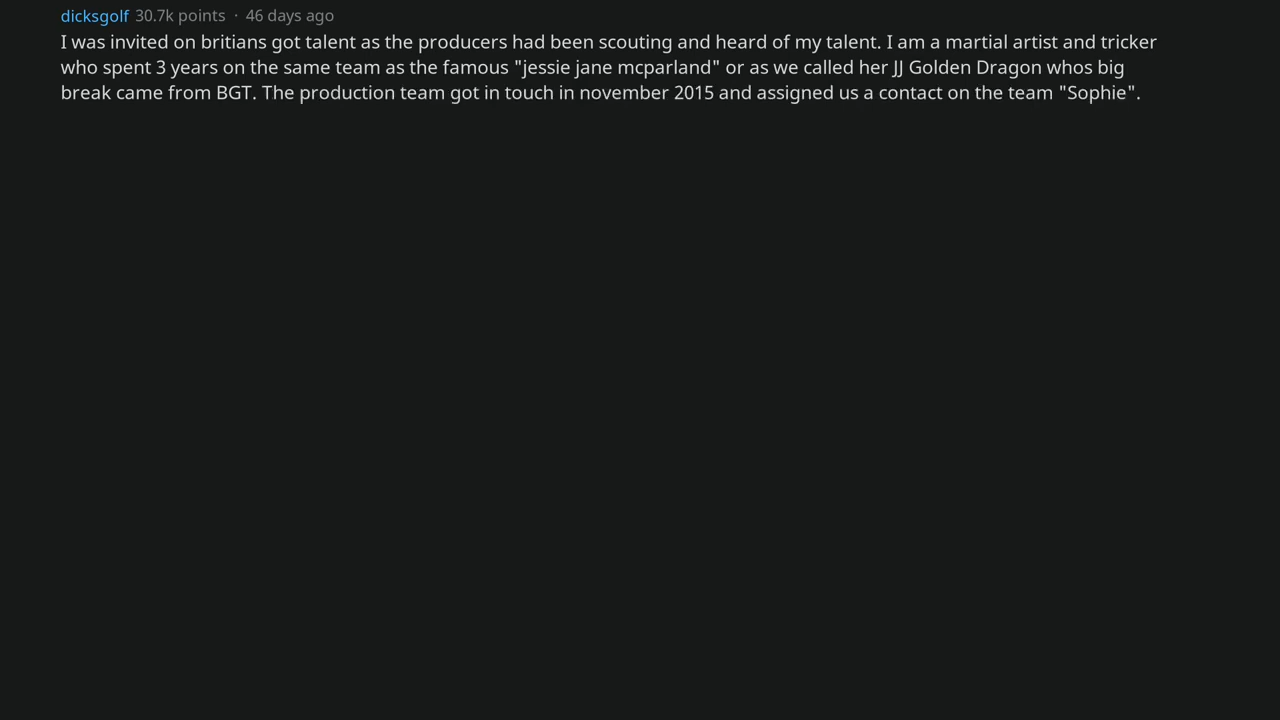 dicksgolf 30.7k points · 46 days ago
I was invited on britians got talent as the producers had been scouting and heard of my talent. I am a martial artist and tricker
who spent 3 years on the same team as the famous "jessie jane mcparland" or as we called her JJ Golden Dragon whos big
break came from BGT. The production team got in touch in november 2015 and assigned us a contact on the team "Sophie".